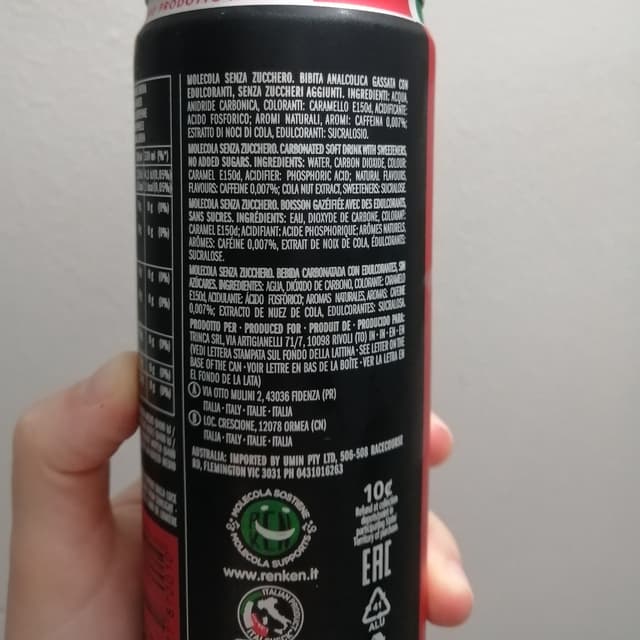 PRODOTTO
MOLECOLA SENZA ZUCCHERO. BIBITA ANALCOLICA GASSATA CON
EDULCORANTI, SENZA ZUCCHERI AGGIUNTI. INGREDIENTI: ACQUA,
ANIDRIDE CARBONICA, COLORANTI: CARAMELLO E150d, ACIDIFICANTE:
ACIDO FOSFORICO; AROMI NATURALI, AROMI: CAFFEINA 0,007%;
ESTRATTO DI NOCI DI COLA, EDULCORANTI: SUCRALOSIO.
MOLECOLA SENZA ZUCCHERO. CARBONATED SOFT DRINK WITH SWEETENERS.
NO ADDED SUGARS. INGREDIENTS: WATER, CARBON DIOXIDE, COLOUR:
CARAMEL E150d, ACIDIFIER: PHOSPHORIC ACID; NATURAL FLAVOURS,
FLAVOURS: CAFFEINE 0,007%; COLA NUT EXTRACT, SWEETENERS: SUCRALOSE.
MOLECOLA SENZA ZUCCHERO. BOISSON GAZÉIFIÉE AVEC DES EDULCORANTS,
SANS SUCRES. INGRÉDIENTS: EAU, DIOXYDE DE CARBONE, COLORANT:
CARAMEL E150d; ACIDIFIANT: ACIDE PHOSPHORIQUE; ARÔMES NATURELS,
ARÔMES: CAFÉINE 0,007%, EXTRAIT DE NOIX DE COLA, ÉDULCORANTS:
SUCRALOSE.
MOLECOLA SENZA ZUCCHERO. BEBIDA CARBONATADA CON EDULCORANTES, SIN
AZÚCARES. INGREDIENTES: AGUA, DIÓXIDO DE CARBONO, COLORANTE: CARAMELO
E150d, ACIDULANTE: ÁCIDO FOSFÓRICO; AROMAS NATURALES, AROMAS: CAFEÍNA
0,007%; EXTRACTO DE NUEZ DE COLA, EDULCORANTES: SUCRALOSA.
PRODOTTO PER · PRODUCED FOR · PRODUIT DE · PRODUCIDO PARA:
TRINCA SRL, VIA ARTIGIANELLI 71/7, 10098 RIVOLI (TO)
(VEDI LETTERA STAMPATA SUL FONDO DELLA LATTINA · SEE LETTER ON THE
BASE OF THE CAN · VOIR LETTRE EN BAS DE LA BOÎTE · VER LA LETRA EN
EL FONDO DE LA LATA)
VIA OTTO MULINI 2, 43036 FIDENZA (PR)
ITALIA · ITALY · ITALIE · ITALIA
LOC. CRESCIONE, 12078 ORMEA (CN)
ITALIA · ITALY · ITALIE · ITALIA
AUSTRALIA: IMPORTED BY UMIN PTY LTD, 506-508 RACECOURSE
RD, FLEMINGTON VIC 3031 PH 0431016263
MOLECOLA SOSTIENE
MOLECOLA SUPPORTS
www.renken.it
10¢
EAC
41
ALU
ITALIAN